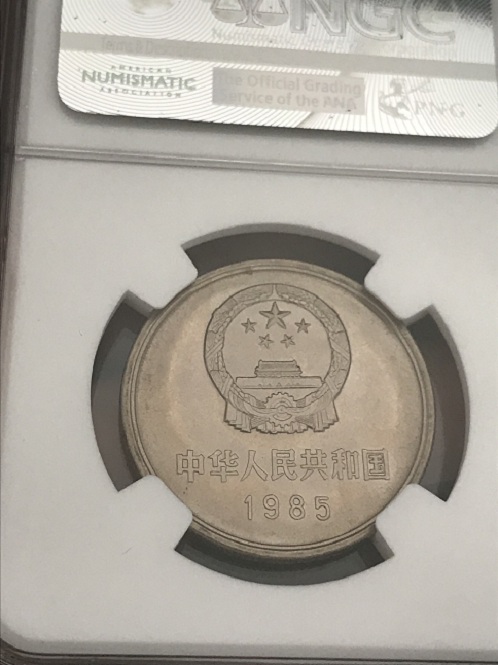 NGC
AMERICAN
NUMISMATIC
ASSOCIATION
The Official Grading
Service of the ANA
PNG
中华人民共和国
1985